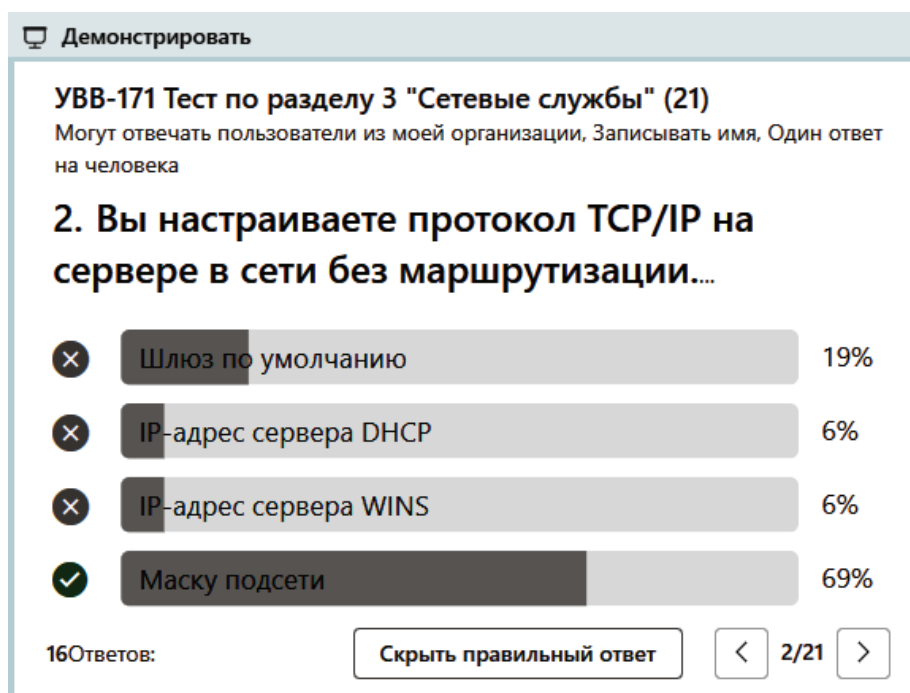 Демонстрировать
УВВ-171 Тест по разделу 3 "Сетевые службы" (21)
Могут отвечать пользователи из моей организации, Записывать имя, Один ответ
на человека
2. Вы настраиваете протокол TCP/IP на
сервере в сети без маршрутизации....
Шлюз по умолчанию 19%
IP-адрес сервера DHCP 6%
IP-адрес сервера WINS 6%
Маску подсети 69%
16Ответов: Скрыть правильный ответ 2/21